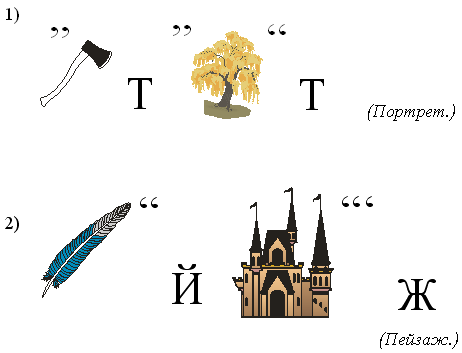 1) ,, ,, “
Т Т
(Портрет.)
2) “ “‘
Й Ж
(Пейзаж.)